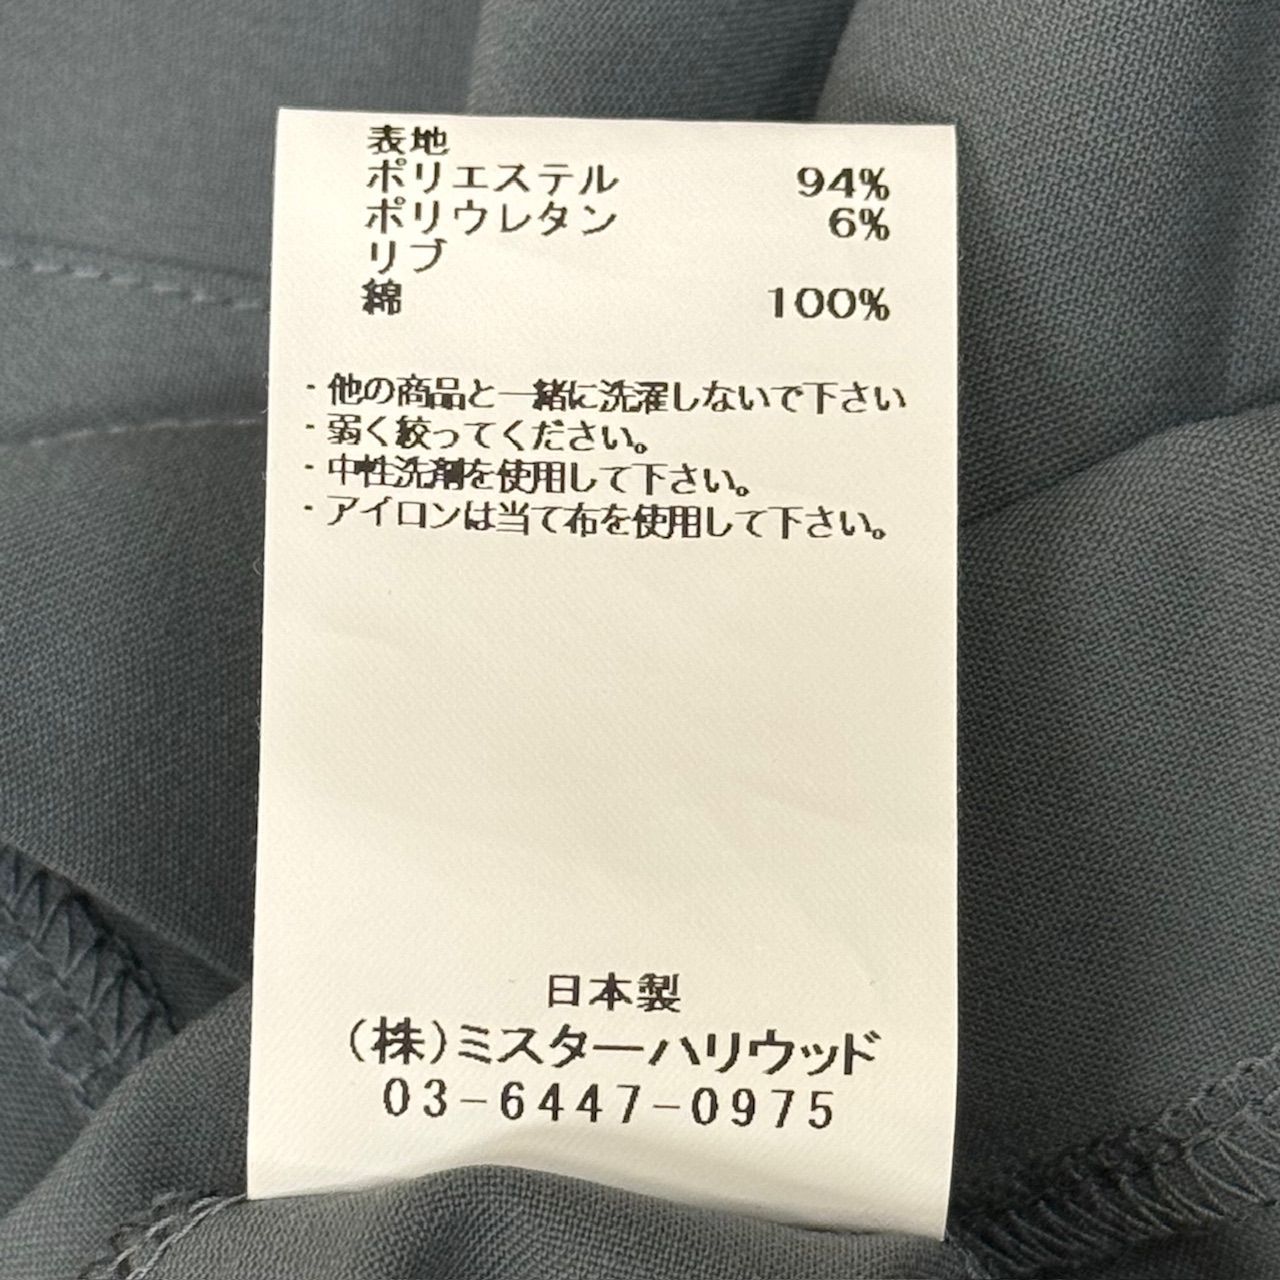 表地
ポリエステル 94%
ポリウレタン 6%
リブ
綿 100%
・他の商品と一緒に洗濯しないで下さい
・弱く絞ってください。
・中性洗剤を使用して下さい。
・アイロンは当て布を使用して下さい。
日本製
(株)ミスターハリウッド
03-6447-0975